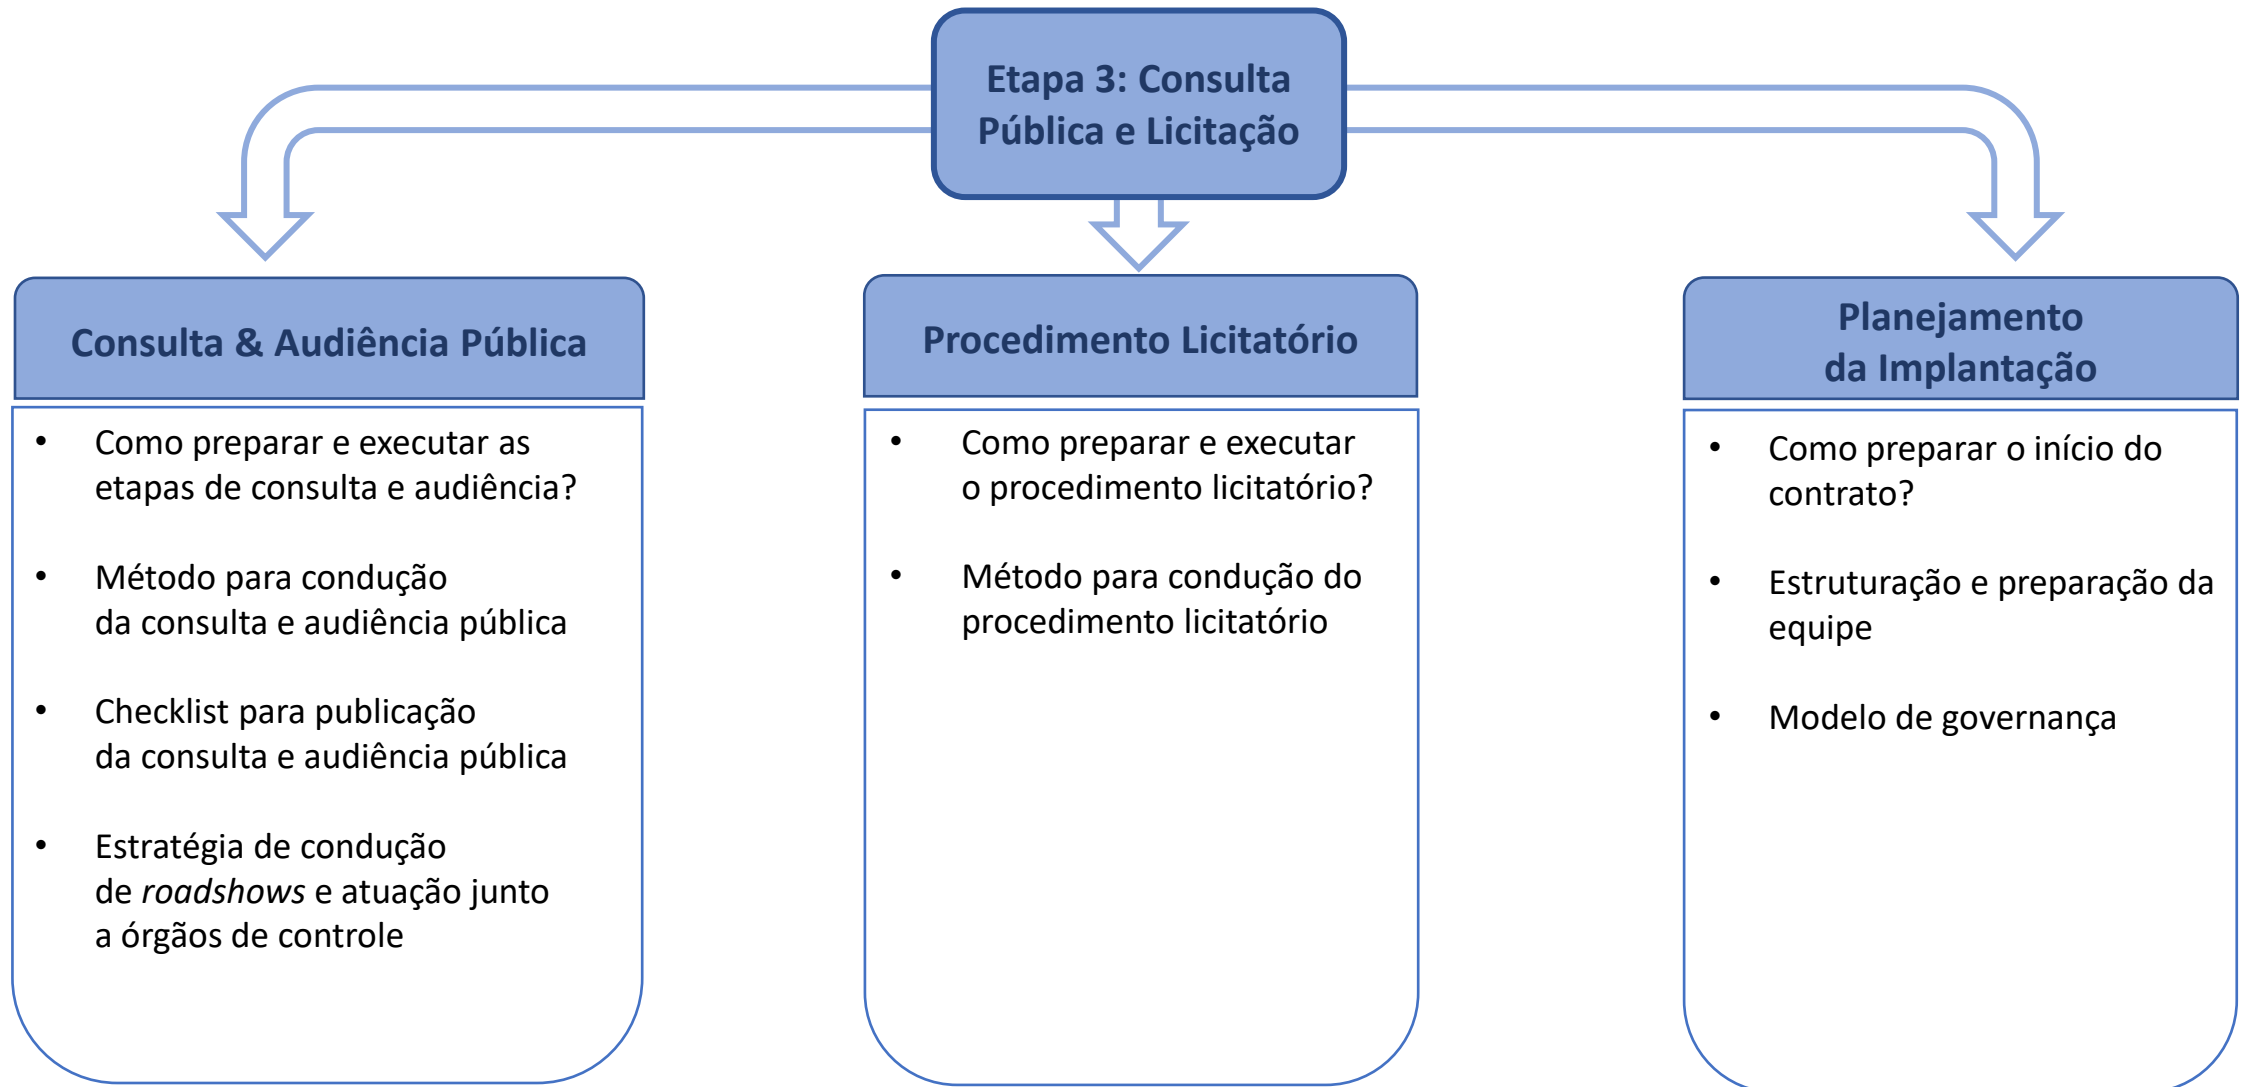 Etapa 3: Consulta
Pública e Licitação
Consulta & Audiência Pública
• Como preparar e executar as
etapas de consulta e audiência?
• Método para condução
da consulta e audiência pública
• Checklist para publicação
da consulta e audiência pública
• Estratégia de condução
de roadshows e atuação junto
a órgãos de controle
Procedimento Licitatório
• Como preparar e executar
o procedimento licitatório?
• Método para condução do
procedimento licitatório
Planejamento
da Implantação
• Como preparar o início do
contrato?
• Estruturação e preparação da
equipe
• Modelo de governança